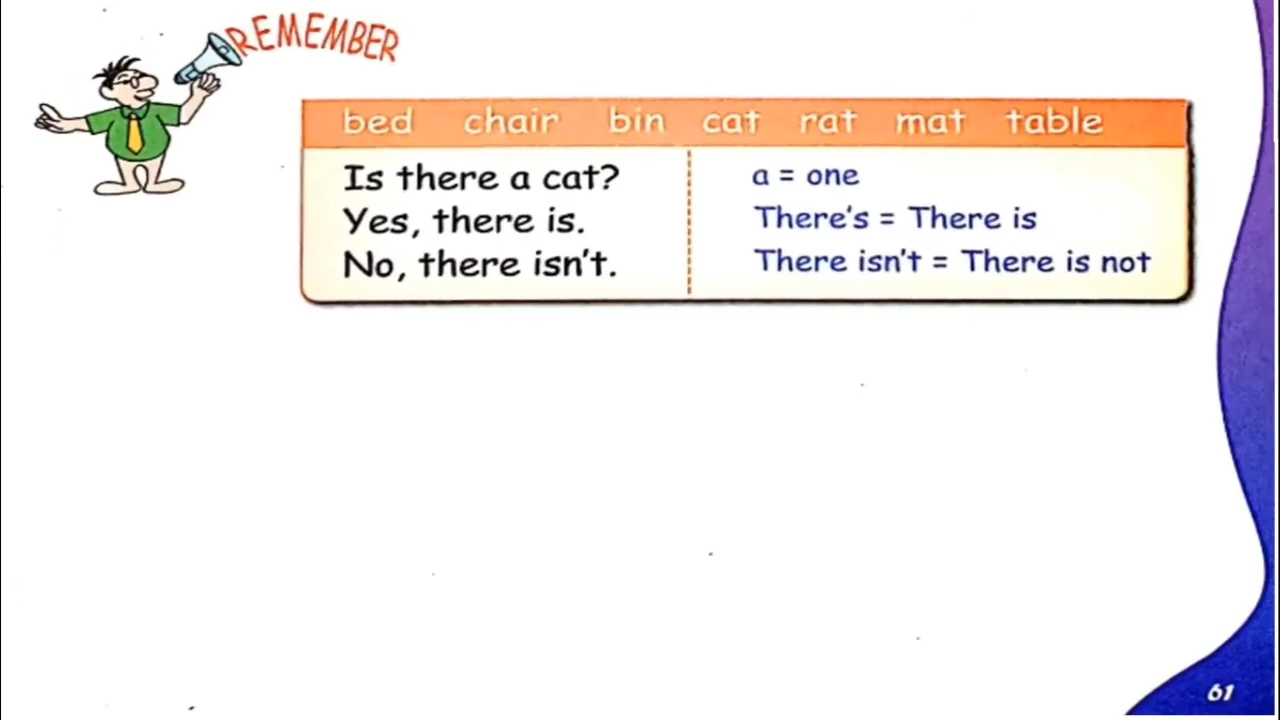 REMEMBER
bed chair bin cat rat mat table
Is there a cat?
Yes, there is.
No, there isn't.
a = one
There's = There is
There isn't = There is not
61